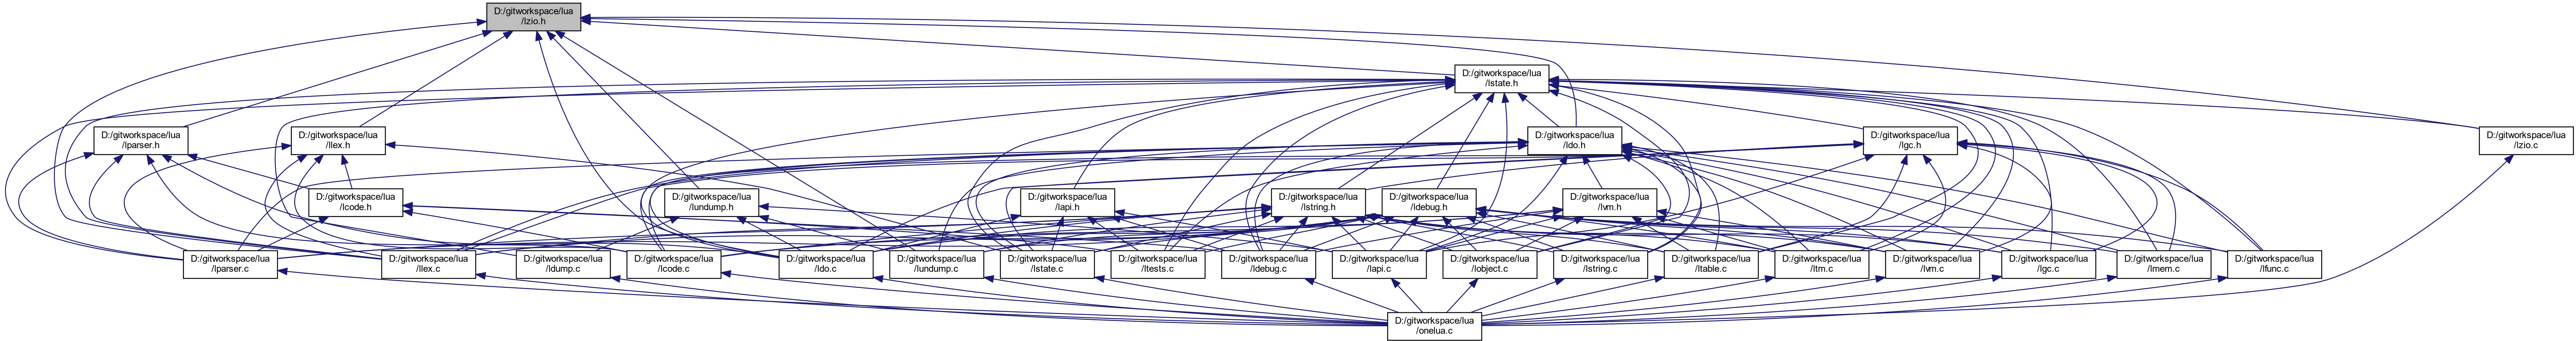 D:/gitworkspace/lua
/lzio.h
D:/gitworkspace/lua
/lstate.h
D:/gitworkspace/lua
/lparser.h
D:/gitworkspace/lua
/llex.h
D:/gitworkspace/lua
/ldo.h
D:/gitworkspace/lua
/lgc.h
D:/gitworkspace/lua
/lzio.c
D:/gitworkspace/lua
/lcode.h
D:/gitworkspace/lua
/lundump.h
D:/gitworkspace/lua
/lapi.h
D:/gitworkspace/lua
/lstring.h
D:/gitworkspace/lua
/ldebug.h
D:/gitworkspace/lua
/lvm.h
D:/gitworkspace/lua
/lparser.c
D:/gitworkspace/lua
/llex.c
D:/gitworkspace/lua
/ldump.c
D:/gitworkspace/lua
/lcode.c
D:/gitworkspace/lua
/ldo.c
D:/gitworkspace/lua
/lundump.c
D:/gitworkspace/lua
/lstate.c
D:/gitworkspace/lua
/ltests.c
D:/gitworkspace/lua
/ldebug.c
D:/gitworkspace/lua
/lapi.c
D:/gitworkspace/lua
/lobject.c
D:/gitworkspace/lua
/lstring.c
D:/gitworkspace/lua
/ltable.c
D:/gitworkspace/lua
/ltm.c
D:/gitworkspace/lua
/lvm.c
D:/gitworkspace/lua
/lgc.c
D:/gitworkspace/lua
/lmem.c
D:/gitworkspace/lua
/lfunc.c
D:/gitworkspace/lua
/onelua.c